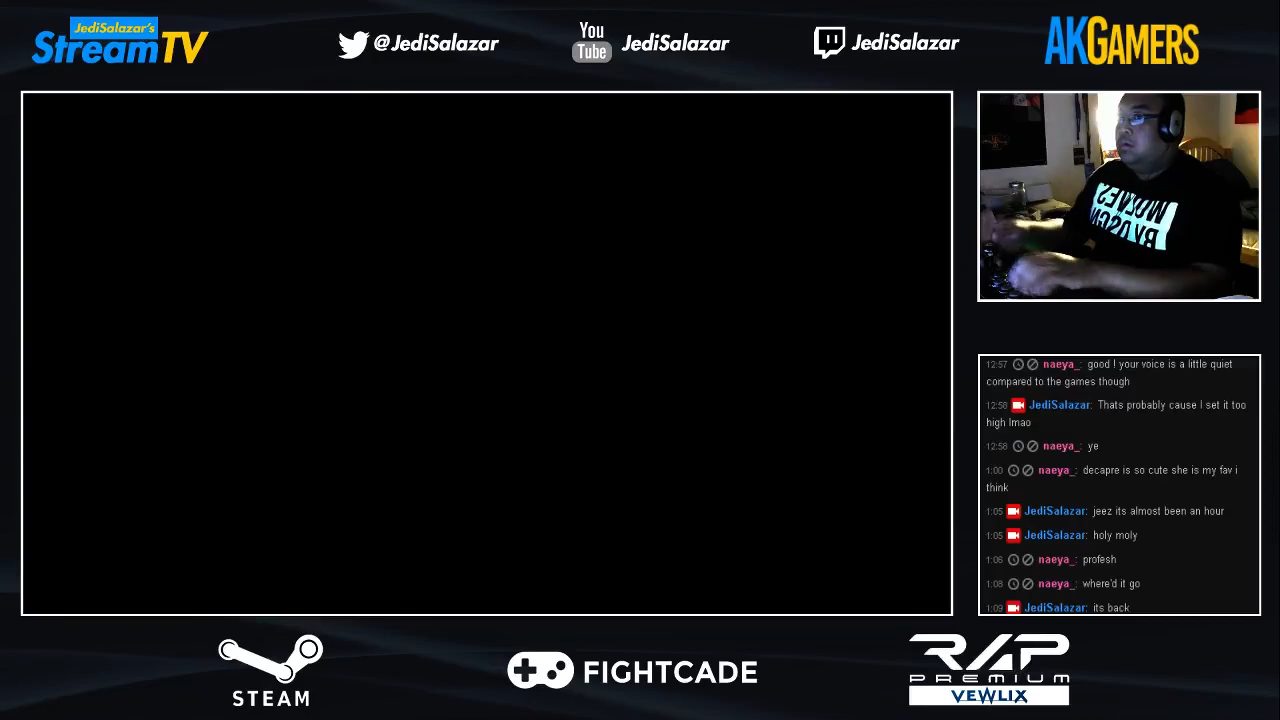 JediSalazar's
StreamTV
@JediSalazar
You
Tube
JediSalazar
JediSalazar
AKGAMERS
WOLVES
BY DSGN
12:57 naeya_: good ! your voice is a little quiet
compared to the games though
12:58 JediSalazar: Thats probably cause I set it too
high lmao
12:58 naeya_: ye
1:00 naeya_: decapre is so cute she is my fav i
think
1:05 JediSalazar: jeez its almost been an hour
1:05 JediSalazar: holy moly
1:06 naeya_: profesh
1:08 naeya_: where'd it go
1:09 JediSalazar: its back
STEAM
FIGHTCADE
RAP
PREMIUM
VEWLIX